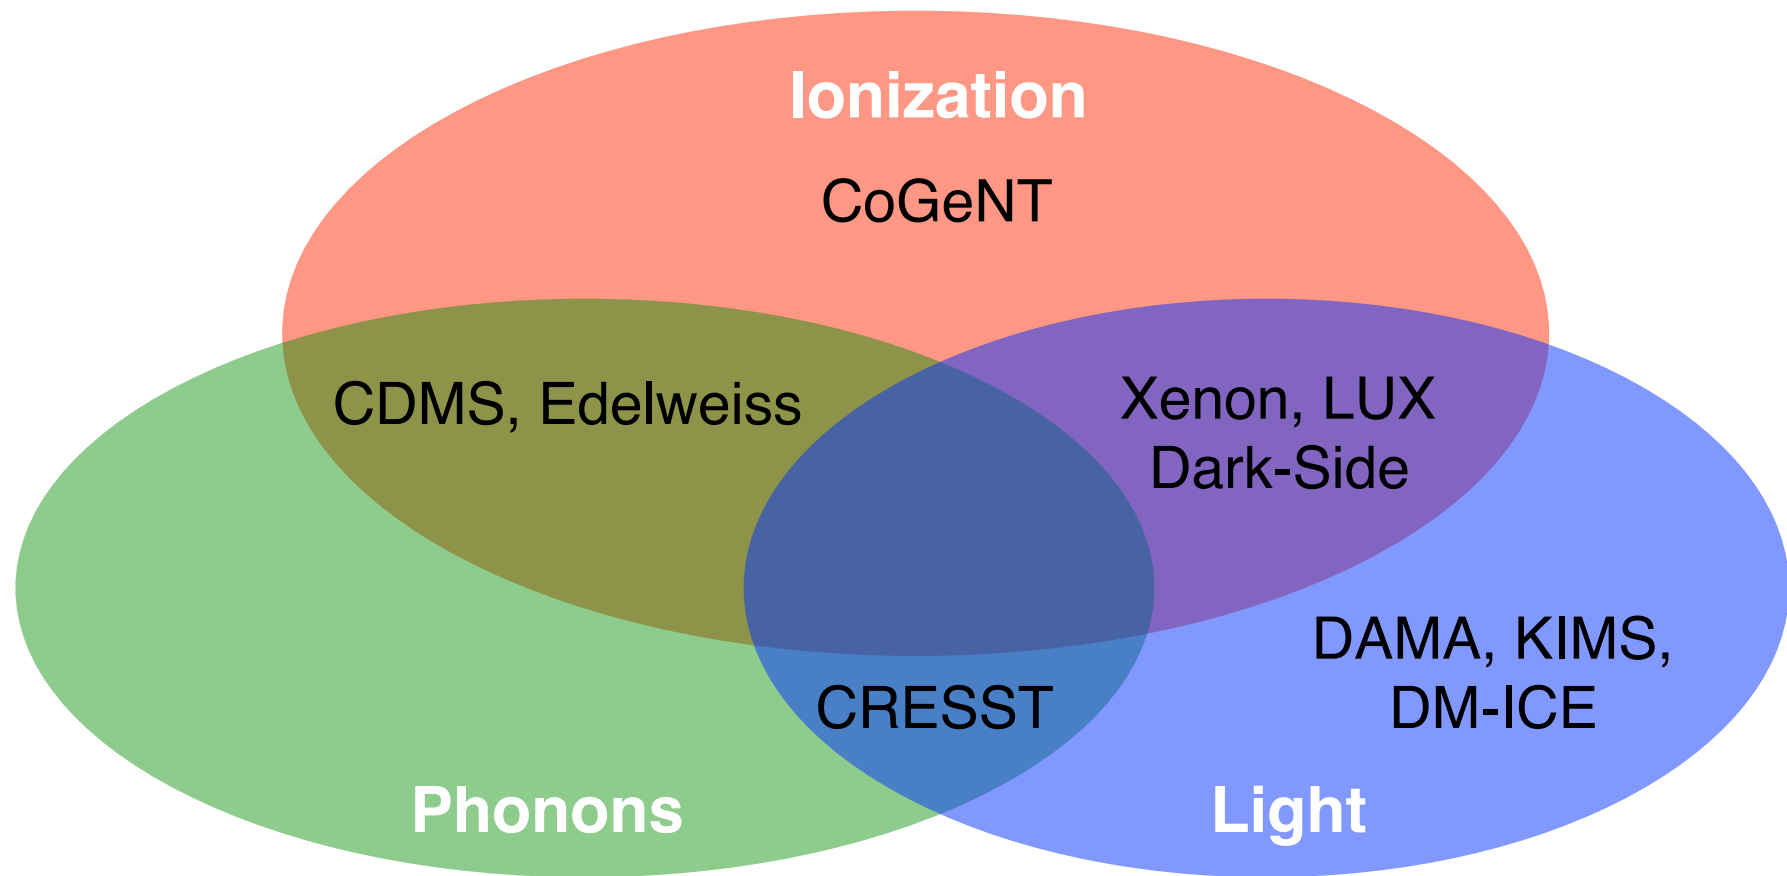 Ionization
CoGeNT
CDMS, Edelweiss
Xenon, LUX
Dark-Side
DAMA, KIMS,
DM-ICE
CRESST
Phonons
Light